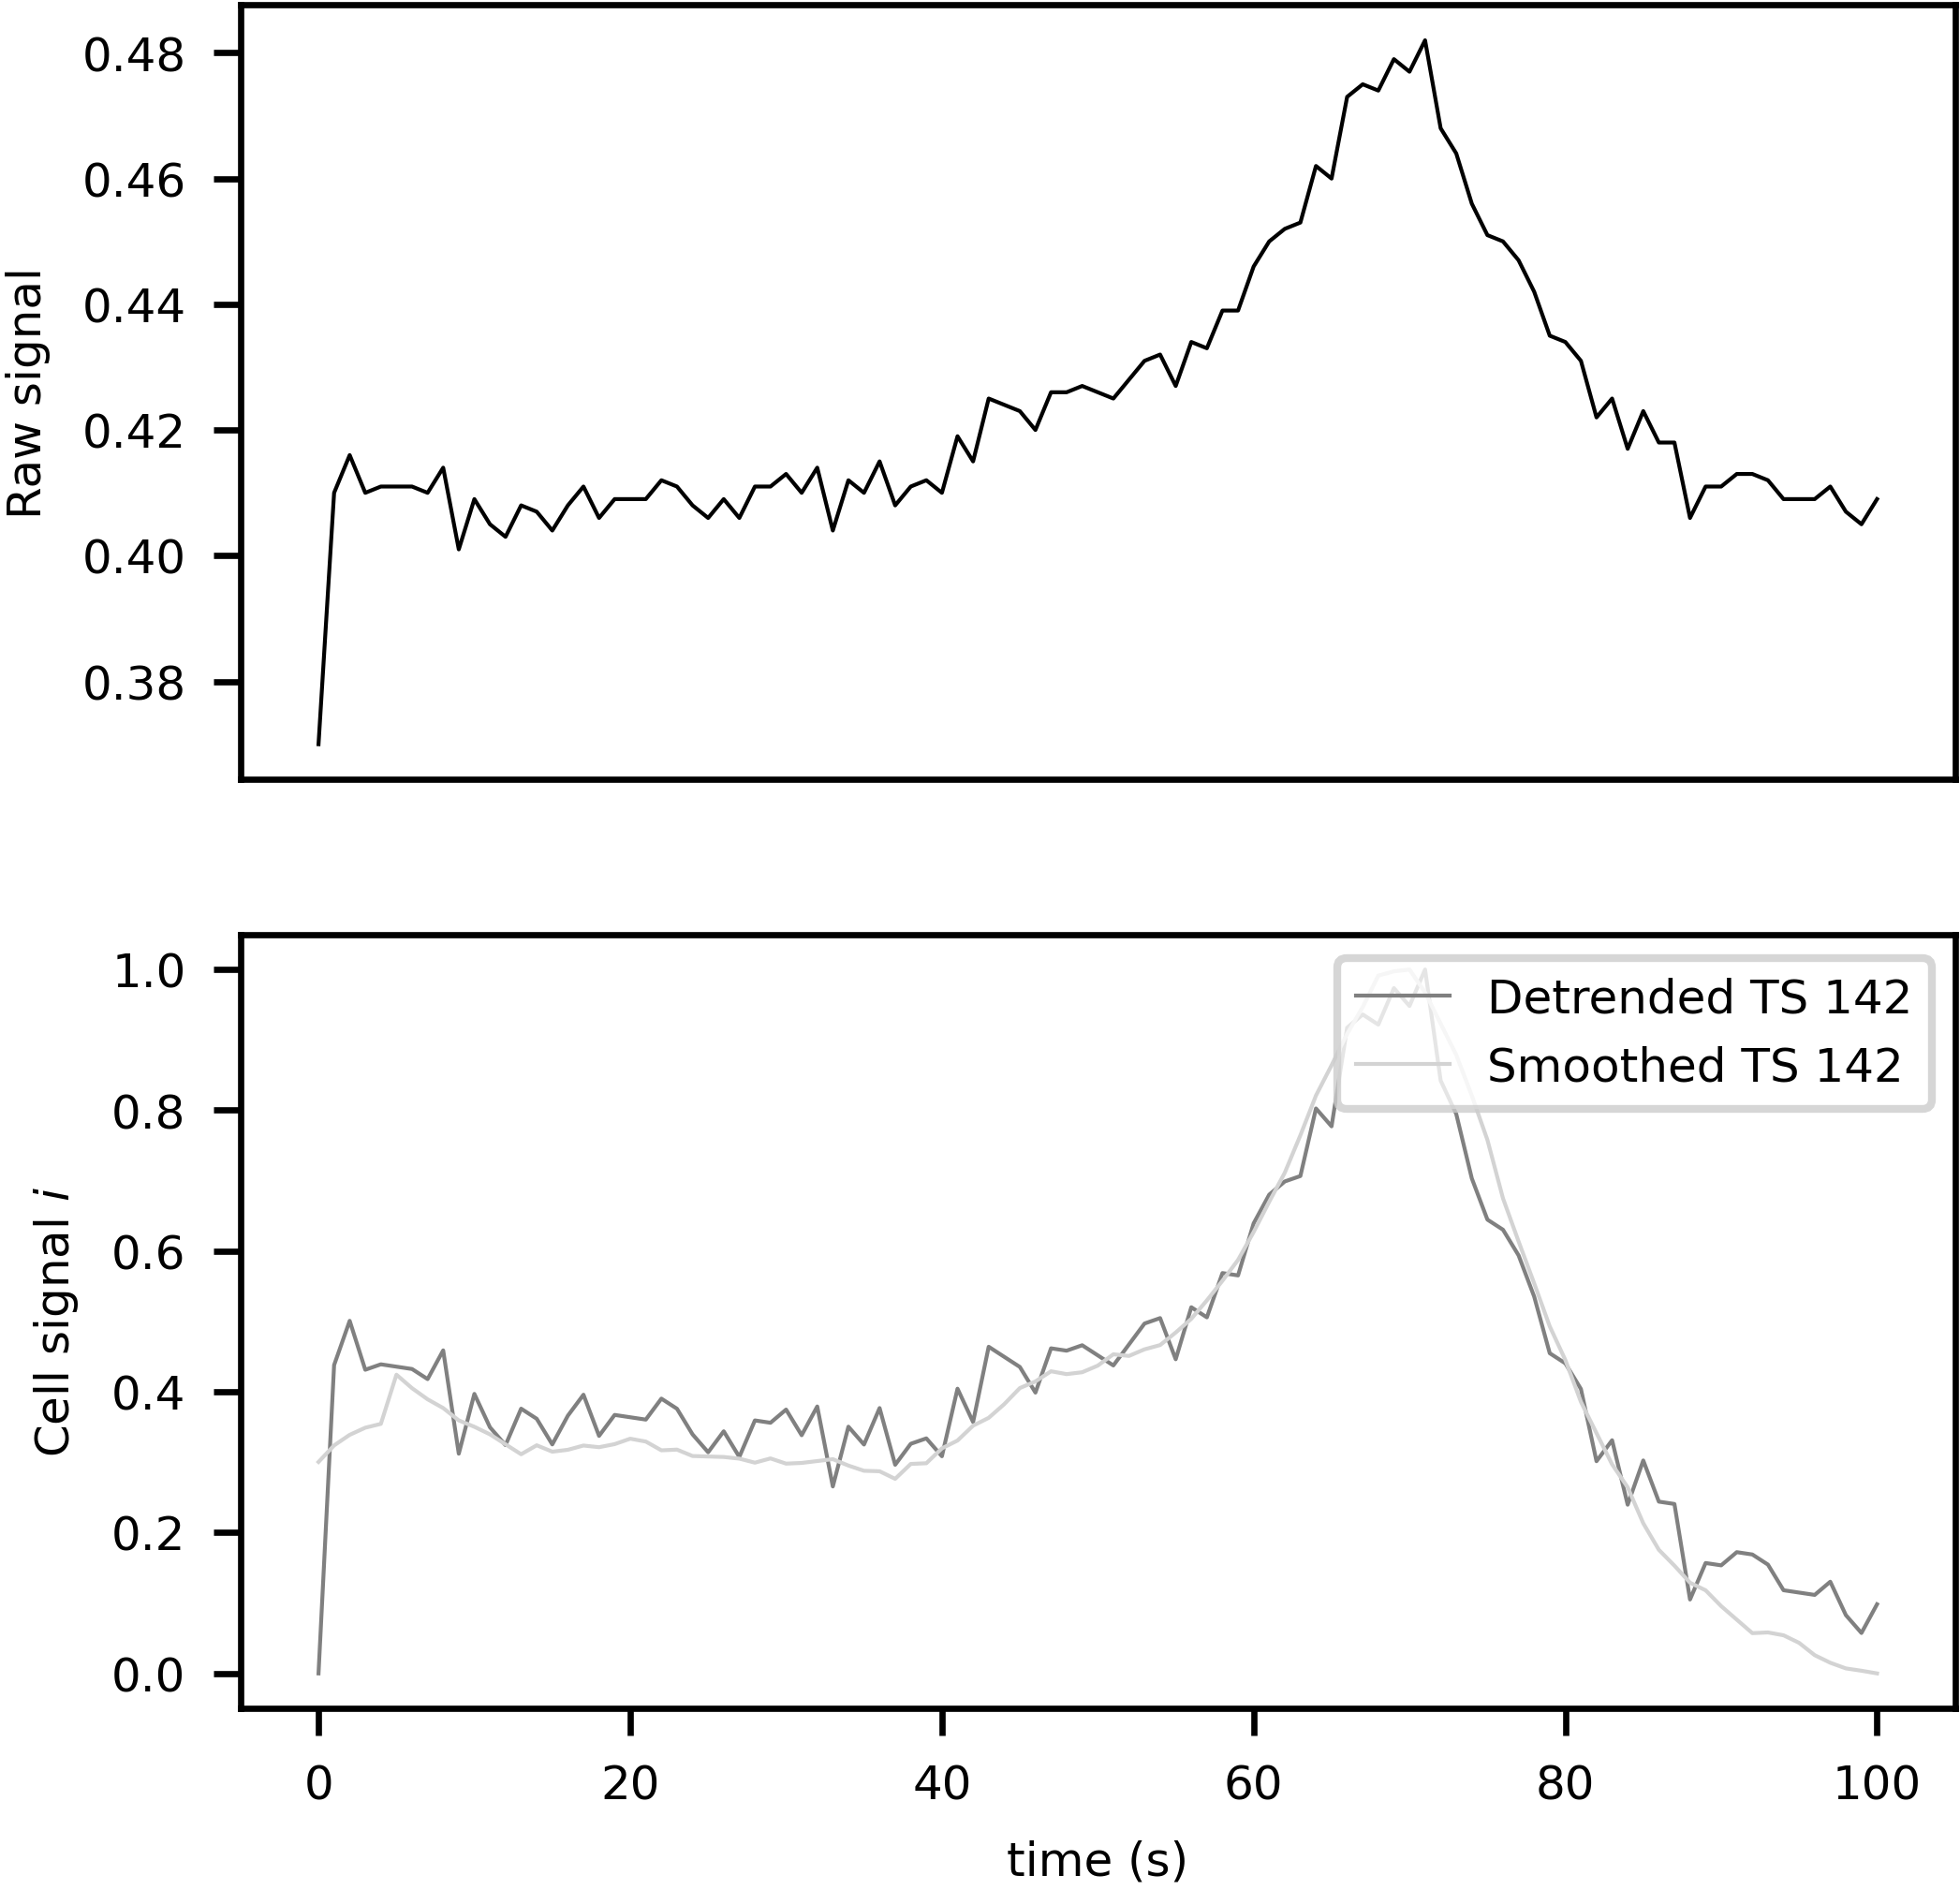 Raw signal
0.48
0.46
0.44
0.42
0.40
0.38
Cell signal i
1.0
0.8
0.6
0.4
0.2
0.0
Detrended TS 142
Smoothed TS 142
0 20 40 60 80 100
time (s)